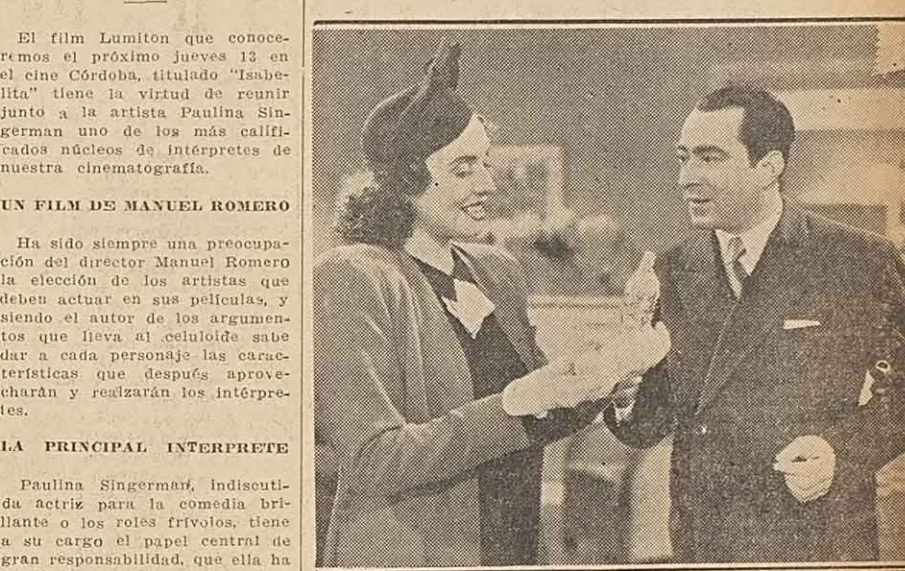 El film Lumiton que conoce-
remos el próximo jueves 13 en
el cine Córdoba, titulado "Isabe-
lita" tiene la virtud de reunir
junto a la artista Paulina Sin-
german uno de los más califi-
cados núcleos de intérpretes de
nuestra cinematografía.
UN FILM DE MANUEL ROMERO
Ha sido siempre una preocupa-
ción del director Manuel Romero
la elección de los artistas que
deben actuar en sus películas, y
siendo el autor de los argumen-
tos que lleva al celuloide sabe
dar a cada personaje las carac-
terísticas que después aprove-
charán y realzarán los intérpre-
tes.
LA PRINCIPAL INTERPRETE
Paulina Singerman, indiscuti-
da actriz para la comedia bri-
llante o los roles frívolos, tiene
a su cargo el papel central de
gran responsabilidad, que ella ha